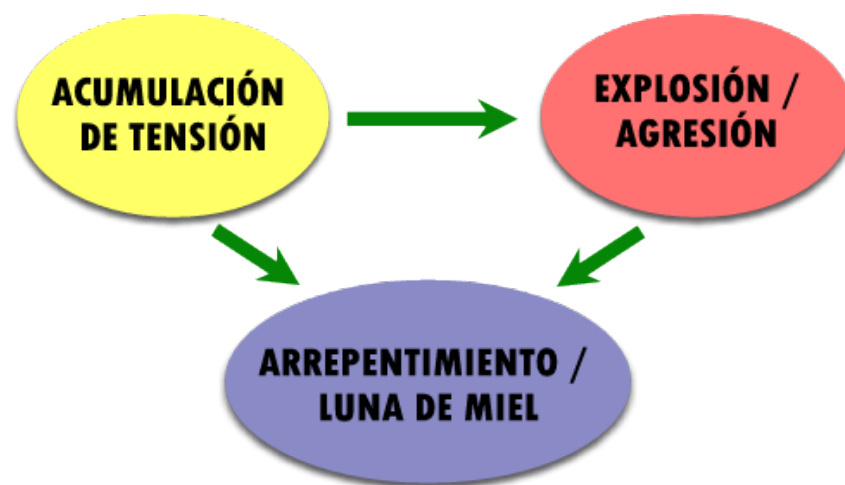 ACUMULACIÓN
DE TENSIÓN
EXPLOSIÓN /
AGRESIÓN
ARREPENTIMIENTO /
LUNA DE MIEL